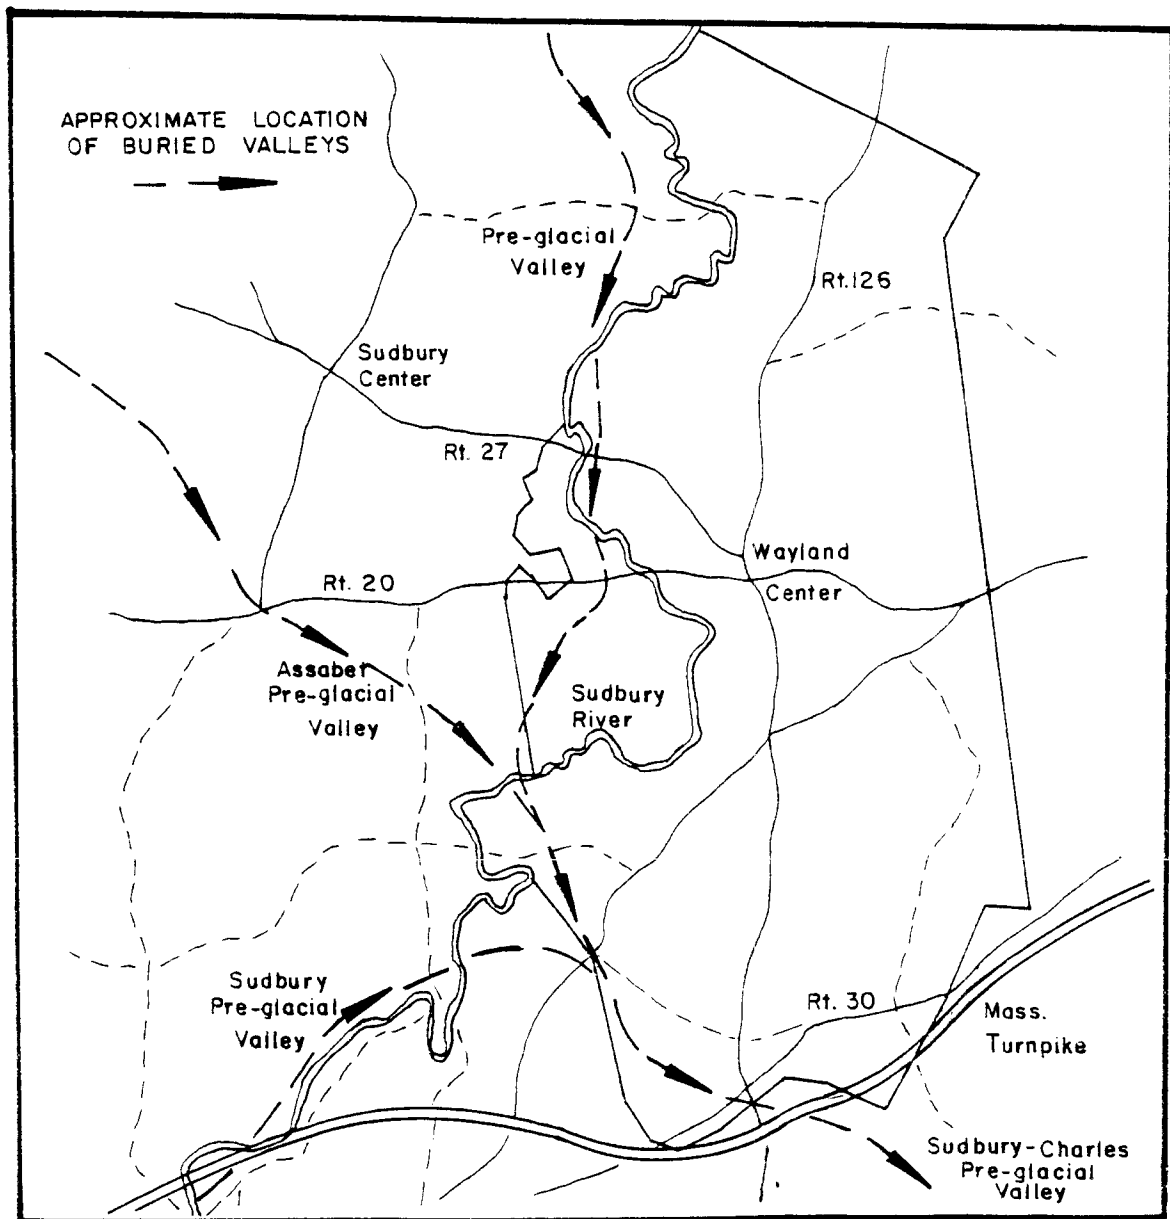 APPROXIMATE LOCATION
OF BURIED VALLEYS
Pre-glacial
Valley
Rt.126
Sudbury
Center
Rt. 27
Wayland
Center
Rt. 20
Assabet
Pre-glacial
Valley
Sudbury
River
Sudbury
Pre-glacial
Valley
Rt. 30
Mass.
Turnpike
Sudbury-Charles
Pre-glacial
Valley